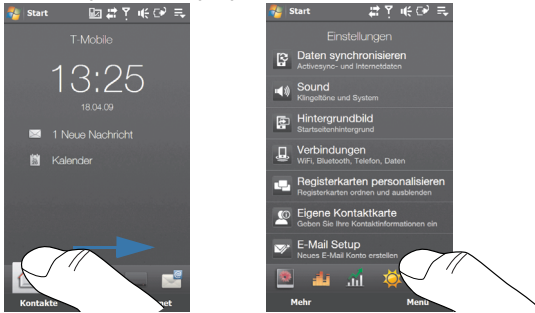 Start
T-Mobile
13:25
18.04.09
1 Neue Nachricht
Kalender
Kontakte
Start
Einstellungen
Daten synchronisieren
Activesync- und Internetdaten
Sound
Klingeltöne und System
Hintergrundbild
Startseitenhintergrund
Verbindungen
WiFi, Bluetooth, Telefon, Daten
Registerkarten personalisieren
Registerkarten ordnen und ausblenden
Eigene Kontaktkarte
Geben Sie Ihre Kontaktinformationen ein
E-Mail Setup
Neues E-Mail Konto erstellen
Mehr
Menü